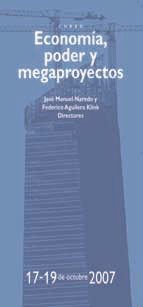 CURSO
Economía,
poder y
megaproyectos
José Manuel Naredo y
Federico Aguilera Klink
Directores
17-19 de octubre 2007